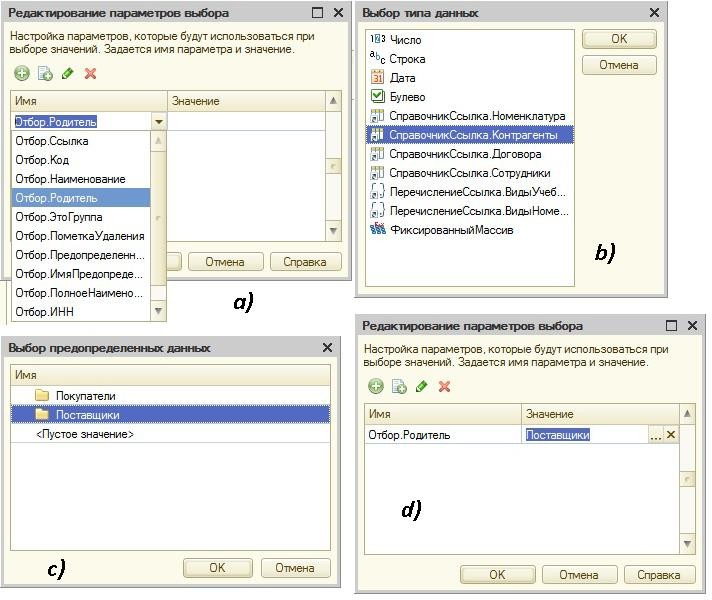 Редактирование параметров выбора
Настройка параметров, которые будут использоваться при
выборе значений. Задается имя параметра и значение.
Имя Значение
Отбор.Родитель
Отбор.Ссылка
Отбор.Код
Отбор.Наименование
Отбор.Родитель
Отбор.ЭтоГруппа
Отбор.ПометкаУдаления
Отбор.Предопределенн...
Отбор.ИмяПредопреде...
Отбор.ПолноеНаимено...
Отбор.ИНН
Отмена Справка
a)
Выбор типа данных
Число
Строка
Дата
Булево
СправочникСсылка.Номенклатура
СправочникСсылка.Контрагенты
СправочникСсылка.Договора
СправочникСсылка.Сотрудники
ПеречислениеСсылка.ВидыУчеб...
ПеречислениеСсылка.ВидыНоме...
ФиксированныйМассив
OK
Отмена
b)
Выбор предопределенных данных
Имя
Покупатели
Поставщики
<Пустое значение>
OK Отмена
c)
Редактирование параметров выбора
Настройка параметров, которые будут использоваться при
выборе значений. Задается имя параметра и значение.
Имя Значение
Отбор.Родитель Поставщики ...
d)
OK Отмена Справка